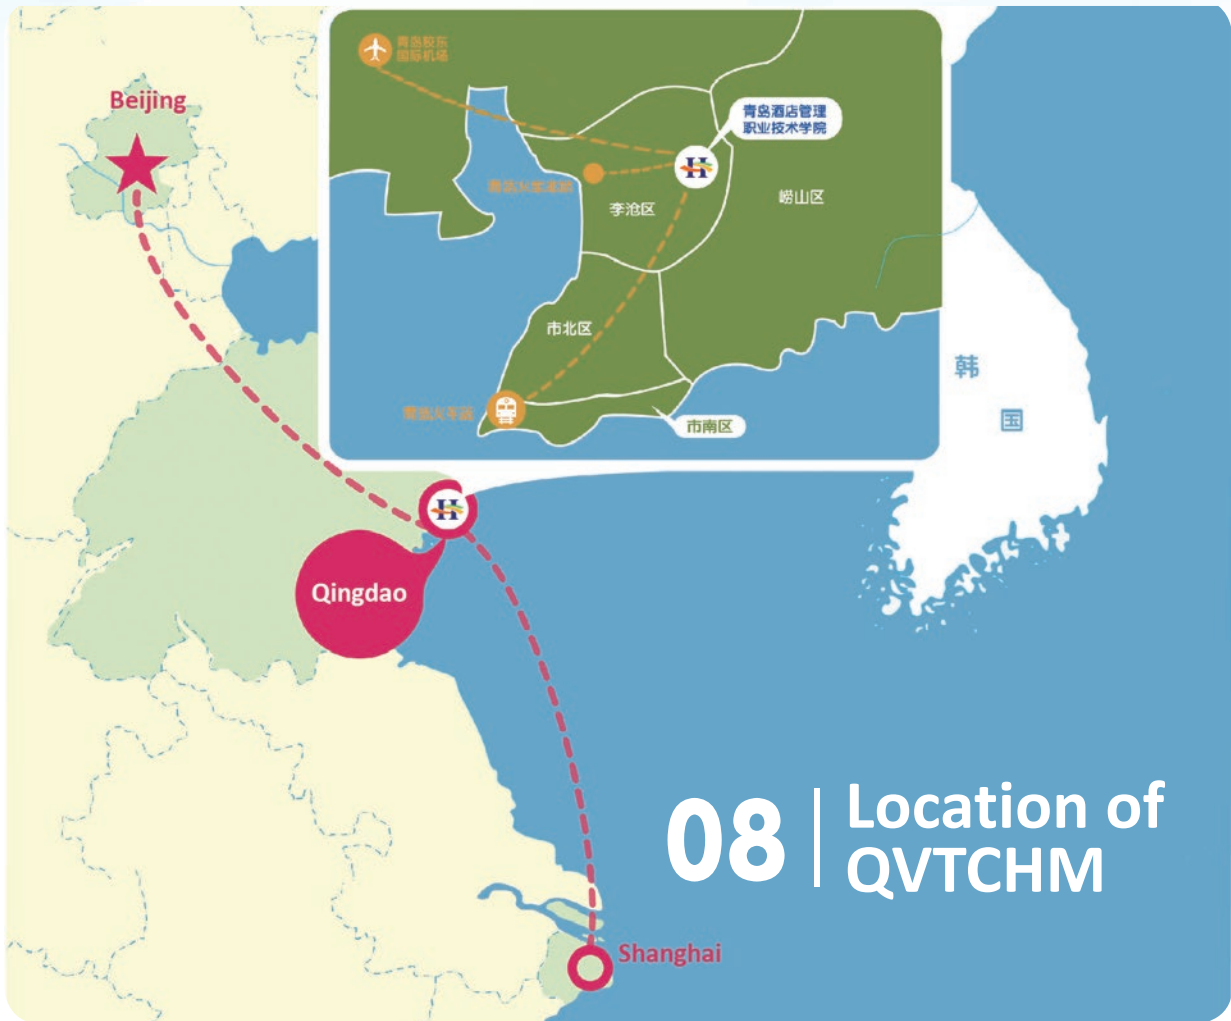 Beijing
青岛胶东
国际机场
青岛酒店管理
职业技术学院
李沧区
崂山区
市北区
市南区
韩
国
H
H
Qingdao
08
Location of
QVTCHM
Shanghai